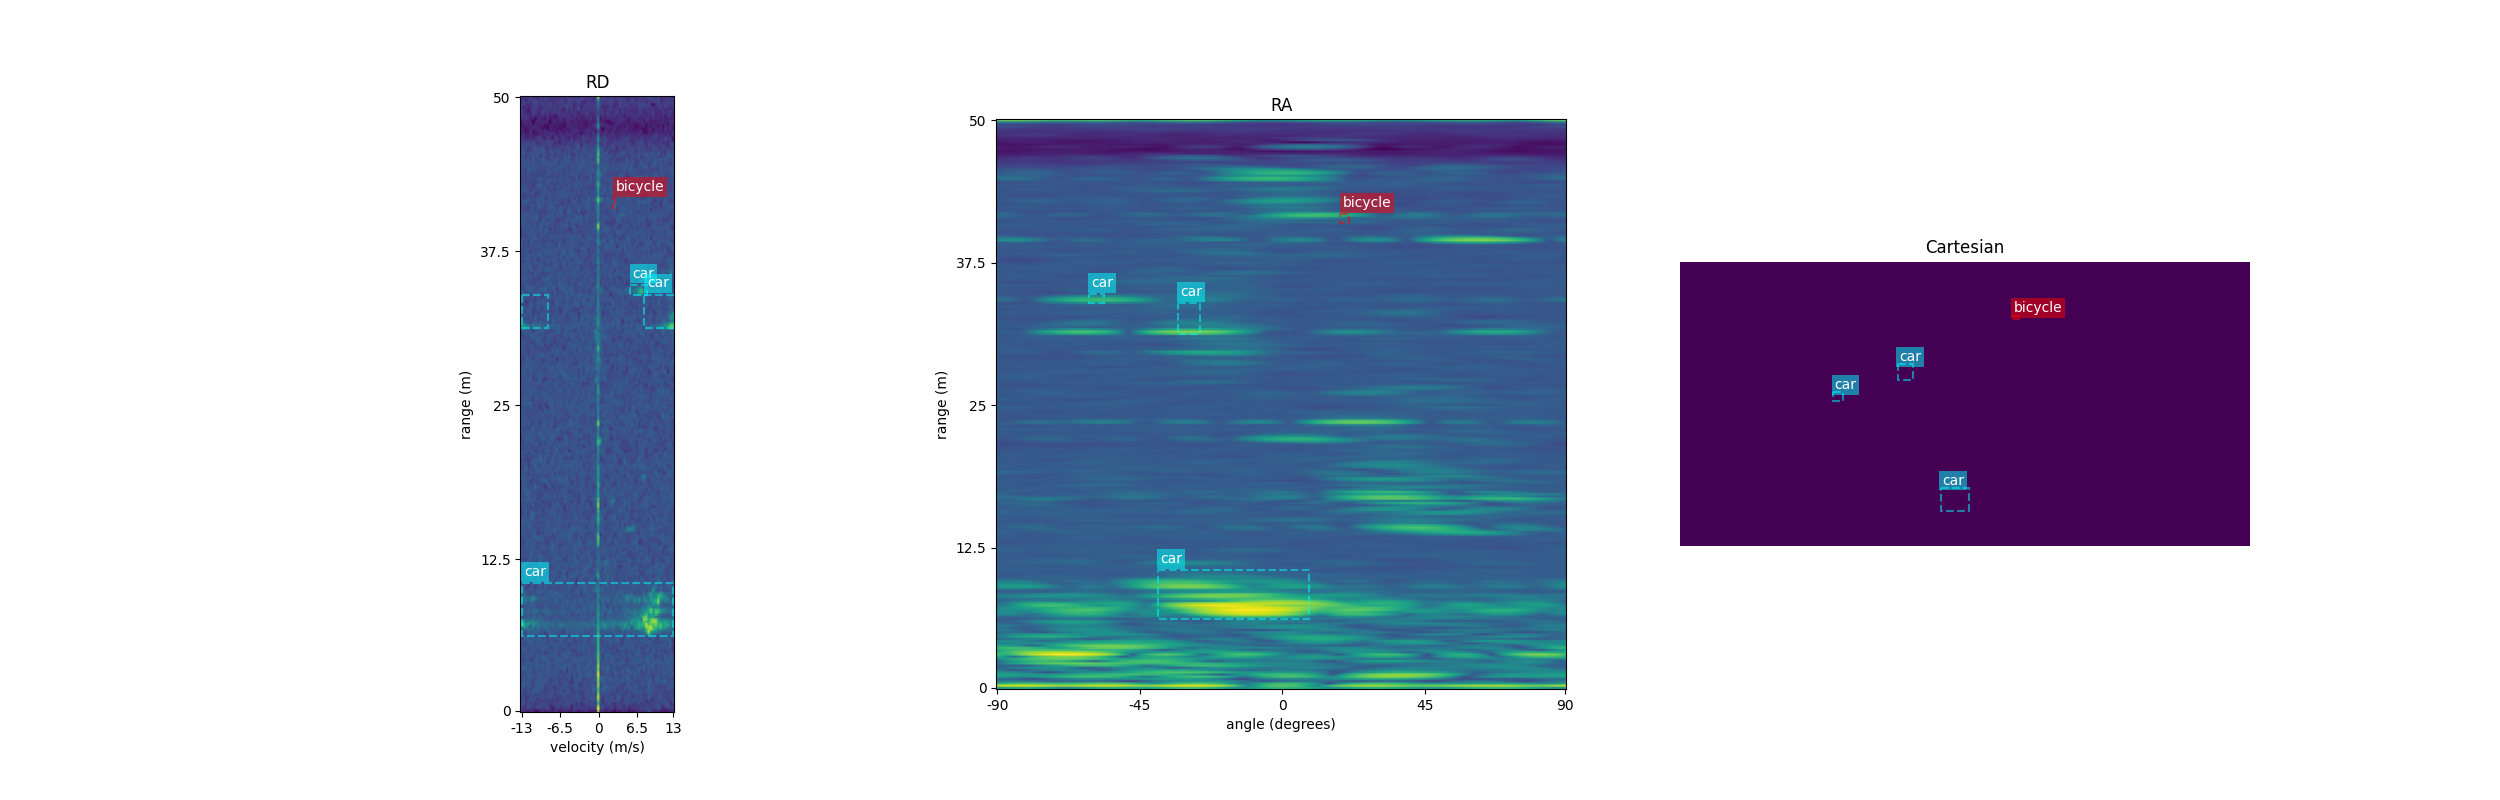 RD
50
37.5
25
12.5
0
range (m)
-13
-6.5
0
6.5
13
velocity (m/s)
bicycle
car
car
car
RA
50
37.5
25
12.5
0
range (m)
-90
-45
0
45
90
angle (degrees)
bicycle
car
car
car
Cartesian
bicycle
car
car
car